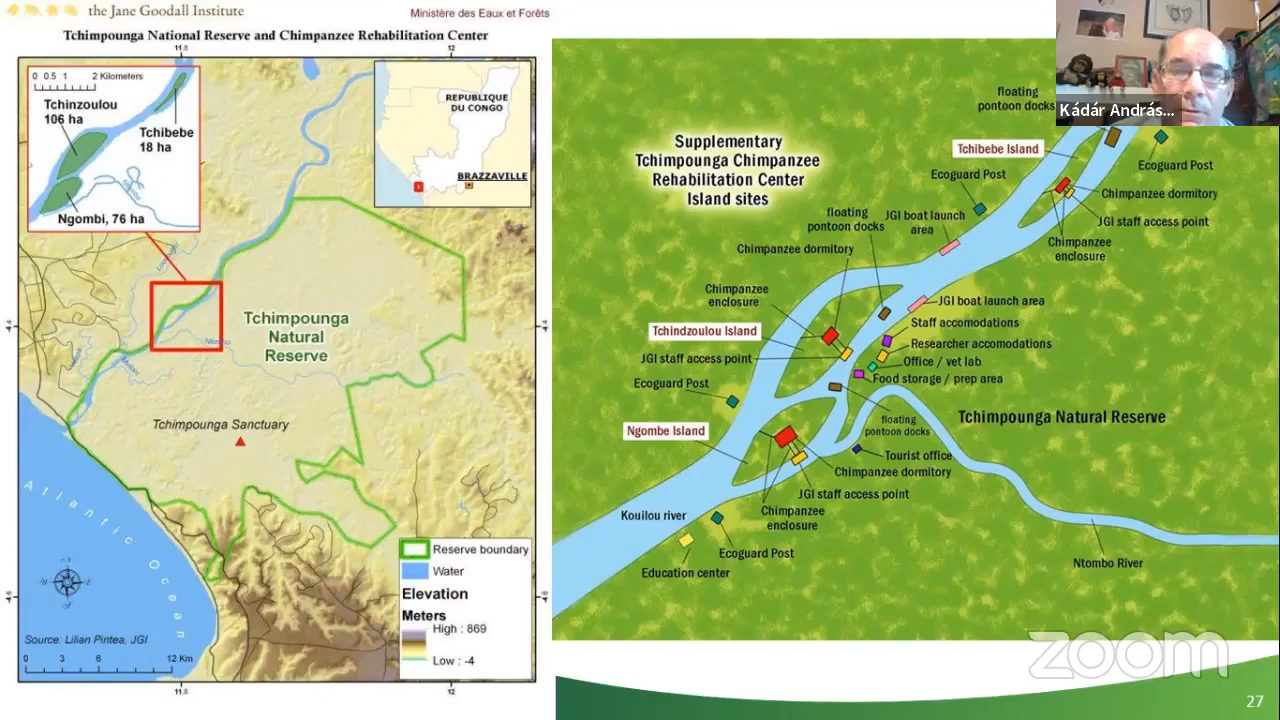 the Jane Goodall Institute
Ministère des Eaux et Forêts
Tchimpounga National Reserve and Chimpanzee Rehabilitation Center
11.8
12
0 0.5 1 2 Kilometers
Tchinzoulou
106 ha
Tchibebe
18 ha
Ngombi, 76 ha
REPUBLIQUE
DU CONGO
BRAZZAVILLE
Tchimpounga
Natural
Reserve
Tchimpounga Sanctuary
Atlantic Ocean
Reserve boundary
Water
Elevation
Meters
High : 869
Low : -4
Source: Lilian Pintea, JGI
0 3 6 12 Km
11.8
12
Supplementary
Tchimpounga Chimpanzee
Rehabilitation Center
Island sites
floating
pontoon docks
Kádár András...
Tchibebe Island
Ecoguard Post
Ecoguard Post
Chimpanzee dormitory
JGI staff access point
Chimpanzee
enclosure
floating
pontoon docks
JGI boat launch
area
Chimpanzee dormitory
Chimpanzee
enclosure
JGI boat launch area
Tchindzoulou Island
Staff accomodations
Researcher accomodations
JGI staff access point
Office / vet lab
Food storage / prep area
Ecoguard Post
Tchimpounga Natural Reserve
floating
pontoon docks
Ngombe Island
Tourist office
Chimpanzee dormitory
JGI staff access point
Chimpanzee
enclosure
Kouilou river
Ecoguard Post
Education center
Ntombo River
zoom
27